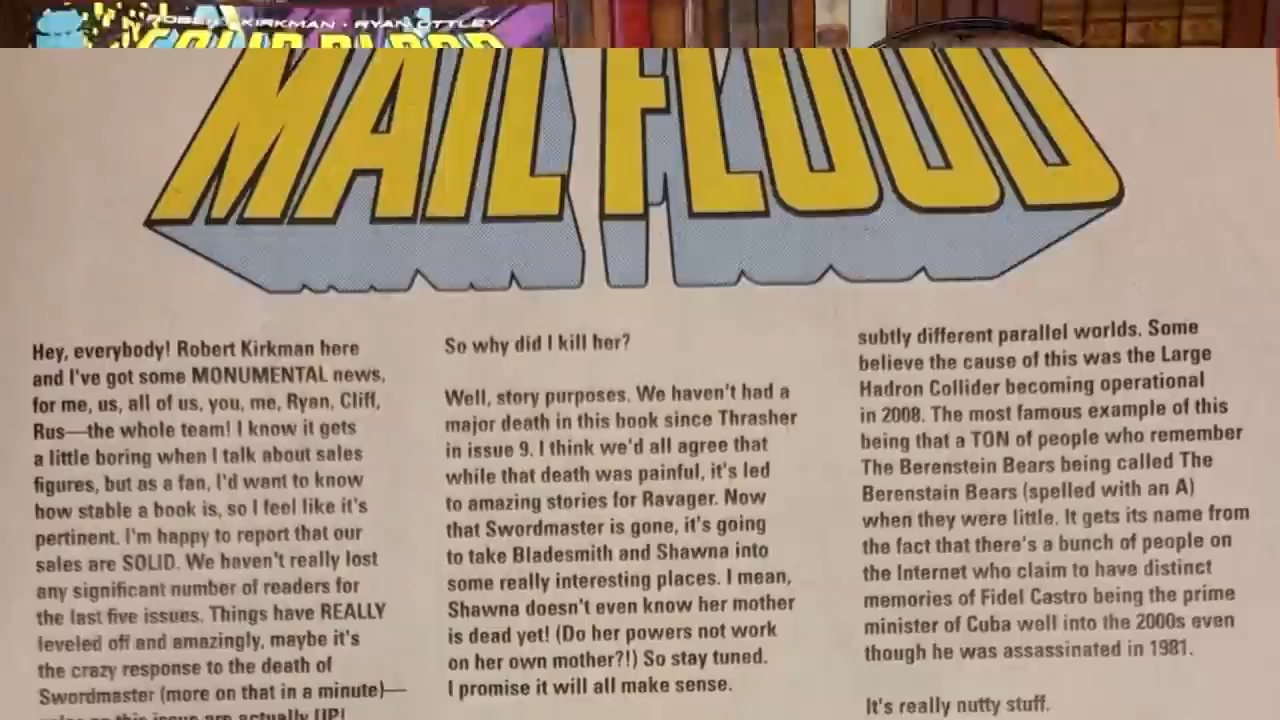 ROBERT KIRKMAN · RYAN OTTLEY
SOLID BLOOD
MAIL FLOOD
Hey, everybody! Robert Kirkman here
and I've got some MONUMENTAL news,
for me, us, all of us, you, me, Ryan, Cliff,
Rus—the whole team! I know it gets
a little boring when I talk about sales
figures, but as a fan, I'd want to know
how stable a book is, so I feel like it's
pertinent. I'm happy to report that our
sales are SOLID. We haven't really lost
any significant number of readers for
the last five issues. Things have REALLY
leveled off and amazingly, maybe it's
the crazy response to the death of
Swordmaster (more on that in a minute)—
sales on this issue are actually UP!
So why did I kill her?
Well, story purposes. We haven't had a
major death in this book since Thrasher
in issue 9. I think we'd all agree that
while that death was painful, it's led
to amazing stories for Ravager. Now
that Swordmaster is gone, it's going
to take Bladesmith and Shawna into
some really interesting places. I mean,
Shawna doesn't even know her mother
is dead yet! (Do her powers not work
on her own mother?!) So stay tuned.
I promise it will all make sense.
subtly different parallel worlds. Some
believe the cause of this was the Large
Hadron Collider becoming operational
in 2008. The most famous example of this
being that a TON of people who remember
The Berenstein Bears being called The
Berenstain Bears (spelled with an A)
when they were little. It gets its name from
the fact that there's a bunch of people on
the Internet who claim to have distinct
memories of Fidel Castro being the prime
minister of Cuba well into the 2000s even
though he was assassinated in 1981.
It's really nutty stuff.